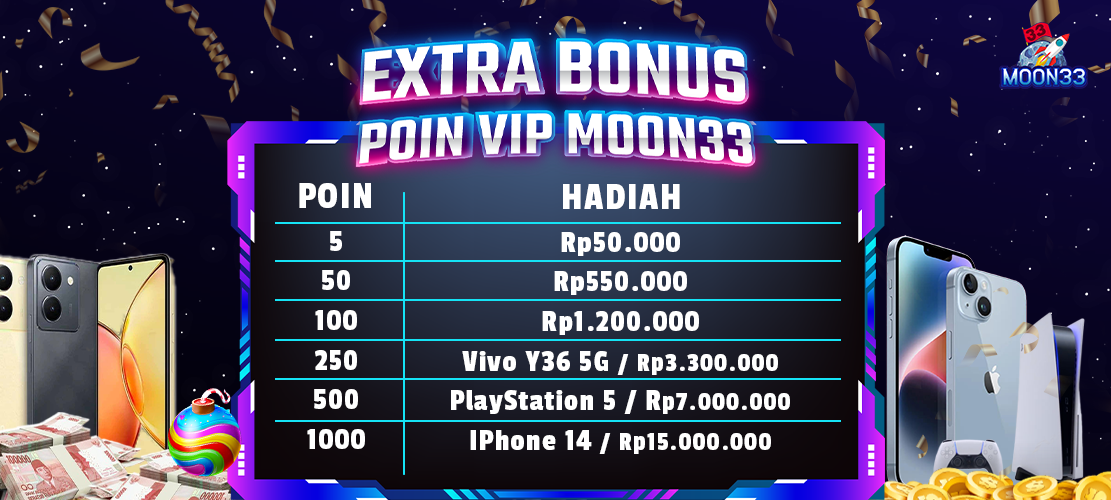 EXTRA BONUS
POIN VIP MOON33
33
MOON33
POIN HADIAH
5 Rp50.000
50 Rp550.000
100 Rp1.200.000
250 Vivo Y36 5G / Rp3.300.000
500 PlayStation 5 / Rp7.000.000
1000 IPhone 14 / Rp15.000.000
100000